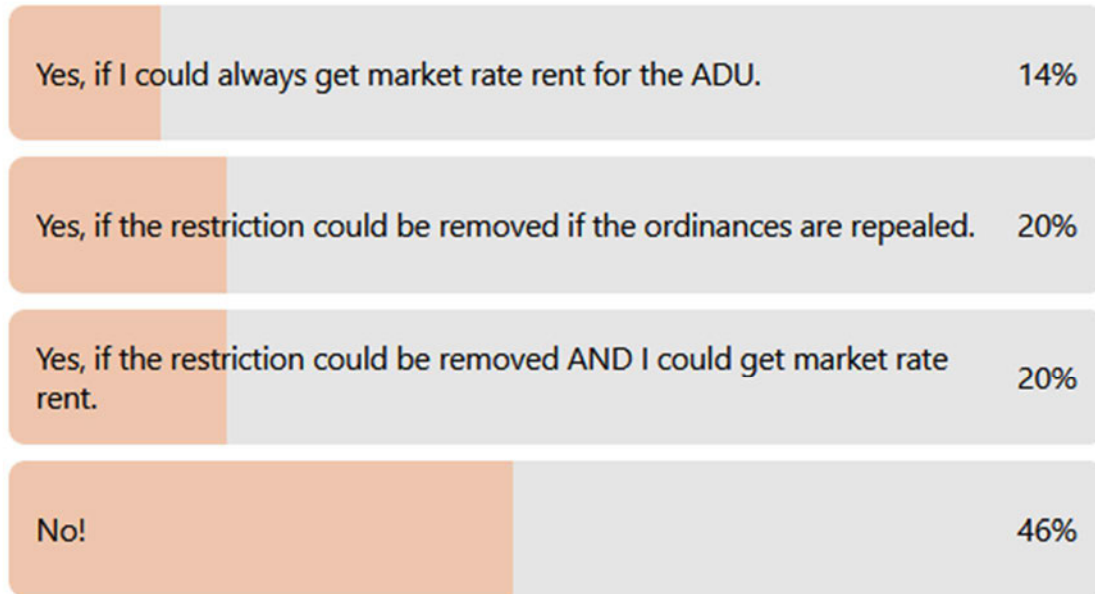 Yes, if I could always get market rate rent for the ADU. 14%
Yes, if the restriction could be removed if the ordinances are repealed. 20%
Yes, if the restriction could be removed AND I could get market rate
rent. 20%
No! 46%